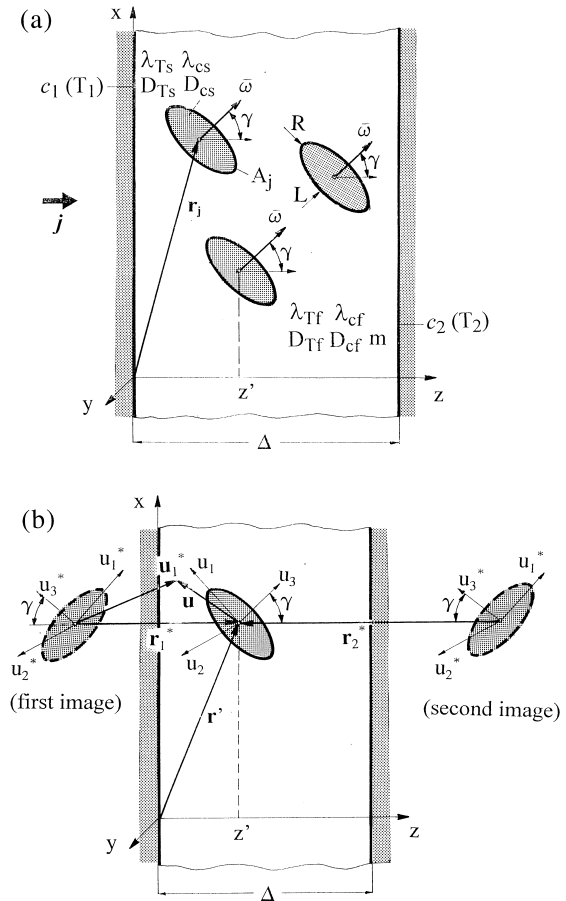 (a)
x
λTs λcs
DTs Dcs
c1 (T1)
ω̄
γ
R
ω̄
γ
Aj
L
j
rj
ω̄
γ
λTf λcf
DTf Dcf m
c2 (T2)
y
z'
z
Δ
(b)
x
u1*
u1*
u1
u1*
u3*
u3
u3*
γ
u
γ
γ
r1*
r2*
u2*
u2
u2*
(first image)
r'
(second image)
y
z'
z
Δ